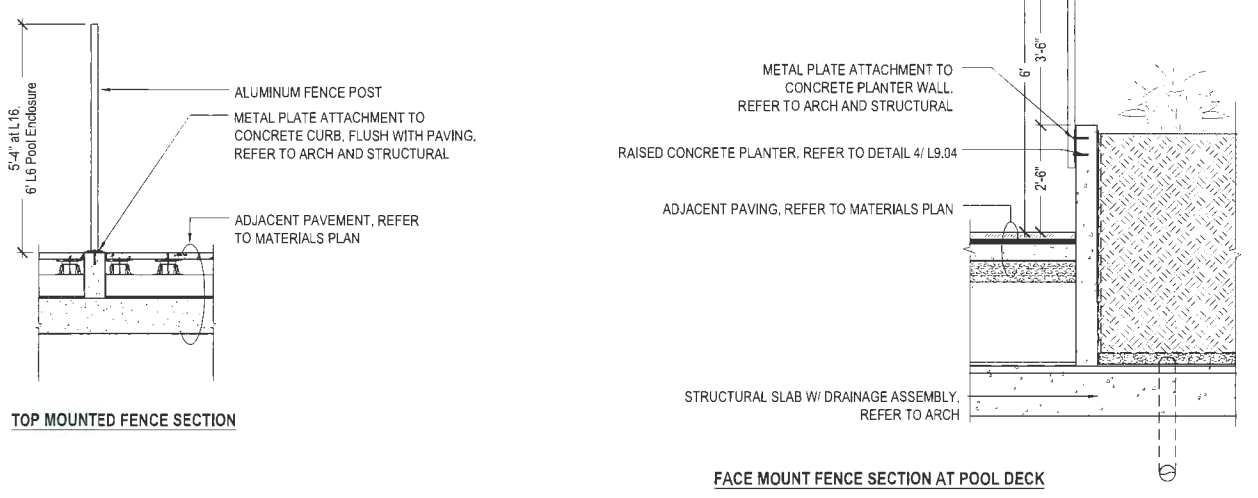 5'-4" at L16,
6' L6 Pool Enclosure
ALUMINUM FENCE POST
METAL PLATE ATTACHMENT TO
CONCRETE CURB, FLUSH WITH PAVING,
REFER TO ARCH AND STRUCTURAL
ADJACENT PAVEMENT, REFER
TO MATERIALS PLAN
TOP MOUNTED FENCE SECTION
6'
3'-6"
2'-6"
METAL PLATE ATTACHMENT TO
CONCRETE PLANTER WALL,
REFER TO ARCH AND STRUCTURAL
RAISED CONCRETE PLANTER, REFER TO DETAIL 4/ L9.04
ADJACENT PAVING, REFER TO MATERIALS PLAN
STRUCTURAL SLAB W/ DRAINAGE ASSEMBLY,
REFER TO ARCH
FACE MOUNT FENCE SECTION AT POOL DECK